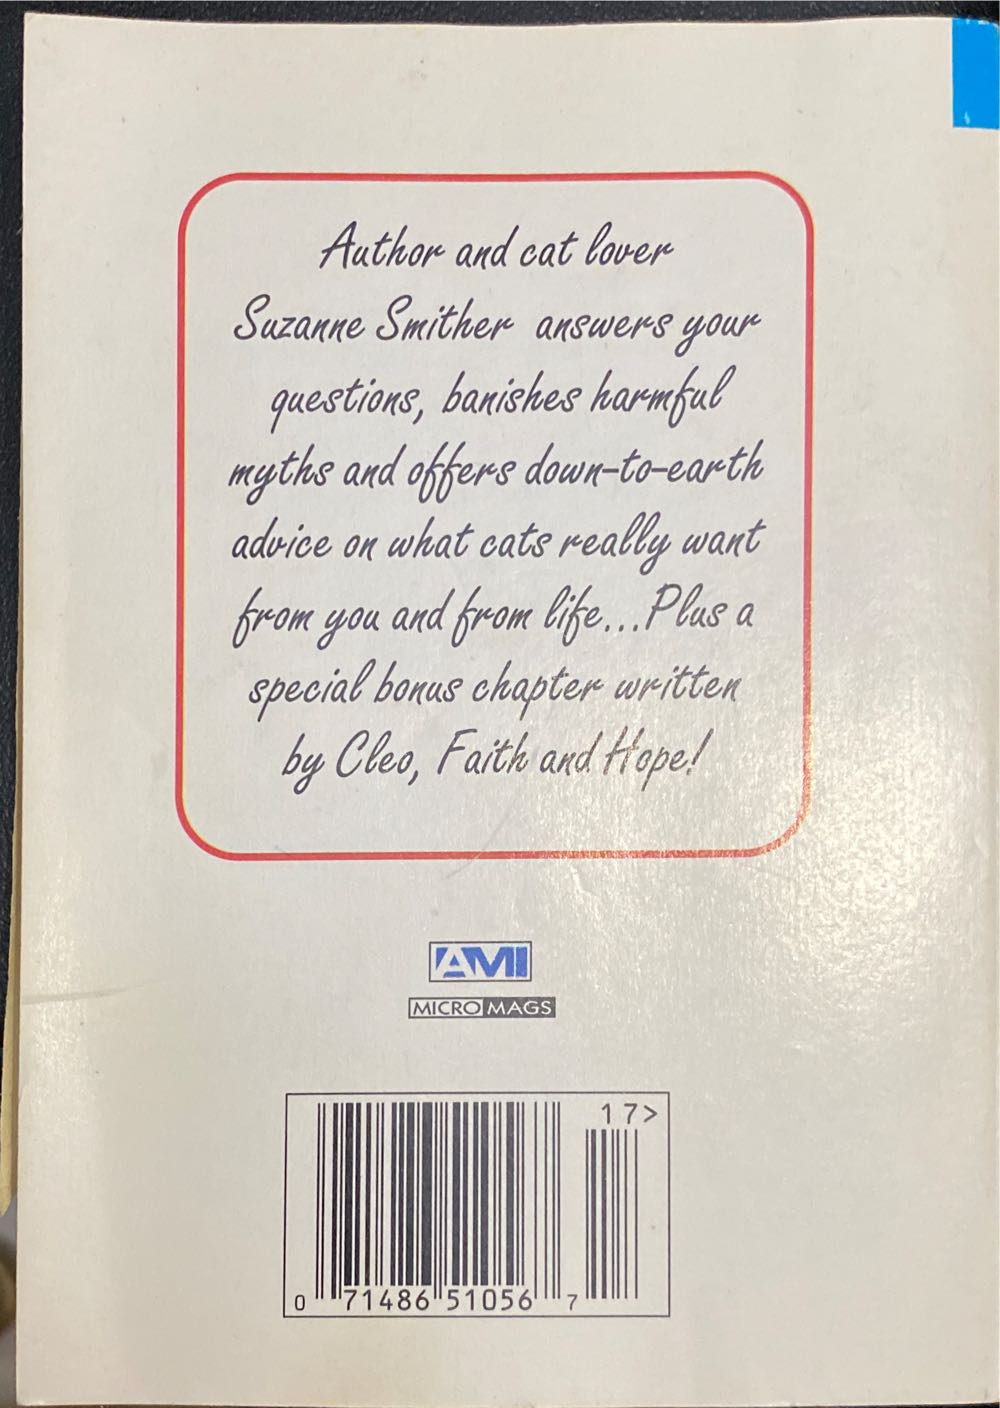 Author and cat lover
Suzanne Smither answers your
questions, banishes harmful
myths and offers down-to-earth
advice on what cats really want
from you and from life...Plus a
special bonus chapter written
by Cleo, Faith and Hope!
AMI
MICRO MAGS
17>
0 71486 51056 7